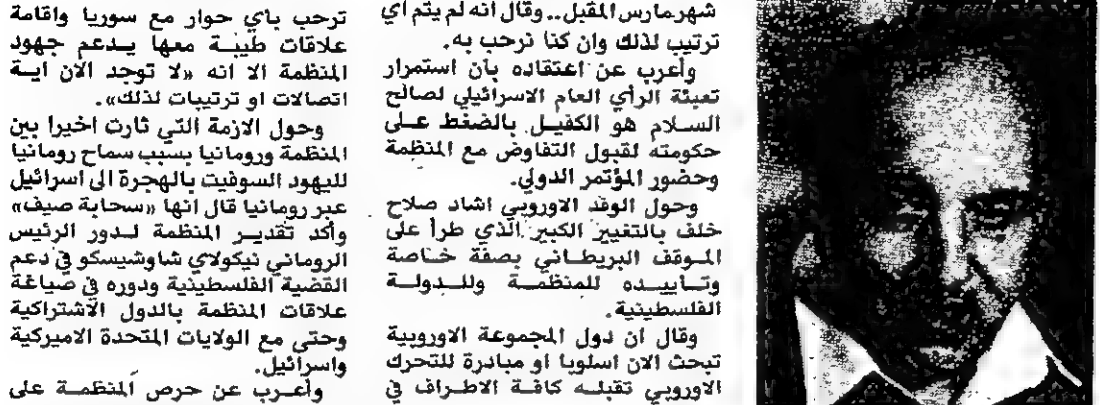 شهر مارس المقبل.. وقال انه لم يتم اي
ترتيب لذلك وان كنا نرحب به.
وأعرب عن اعتقاده بأن استمرار
تعبئة الرأي العام الاسرائيلي لصالح
السلام هو الكفيل بالضغط على
حكومته لقبول التفاوض مع المنظمة
وحضور المؤتمر الدولي.
وحول الوفد الاوروبي اشاد صلاح
خلف بالتغيير الكبير الذي طرأ على
الموقف البريطاني بصفة خاصة
وتأييده للمنظمة وللدولة
الفلسطينية.
وقال ان دول المجموعة الاوروبية
تبحث الان اسلوبا او مبادرة للتحرك
الاوروبي تقبله كافة الاطراف في
ترحب بأي حوار مع سوريا واقامة
علاقات طيبة معها يدعم جهود
المنظمة الا انه «لا توجد الان اية
اتصالات او ترتيبات لذلك».
وحول الازمة التي ثارت اخيرا بين
المنظمة ورومانيا بسبب سماح رومانيا
لليهود السوفيت بالهجرة الى اسرائيل
عبر رومانيا قال انها «سحابة صيف»
وأكد تقدير المنظمة لدور الرئيس
الروماني نيكولاي شاوشيسكو في دعم
القضية الفلسطينية ودوره في صياغة
علاقات المنظمة بالدول الاشتراكية
وحتى مع الولايات المتحدة الاميركية
واسرائيل.
وأعرب عن حرص المنظمة على